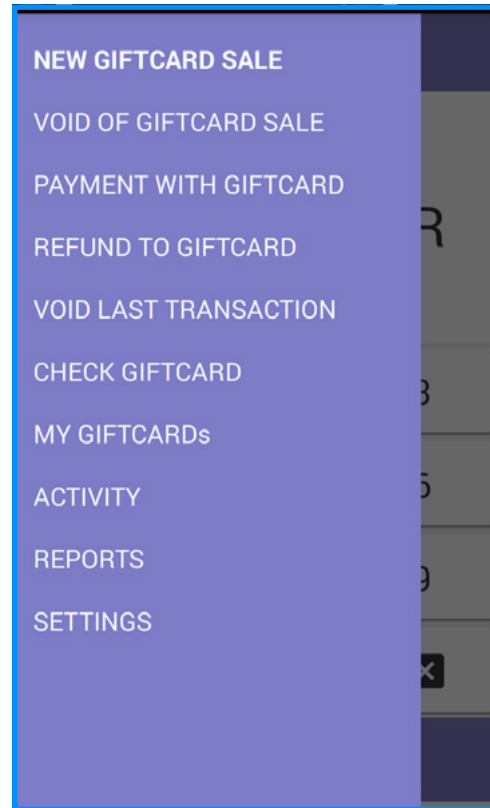 NEW GIFTCARD SALE
VOID OF GIFTCARD SALE
PAYMENT WITH GIFTCARD
R
REFUND TO GIFTCARD
VOID LAST TRANSACTION
CHECK GIFTCARD
MY GIFTCARDs
ACTIVITY
REPORTS
9
SETTINGS